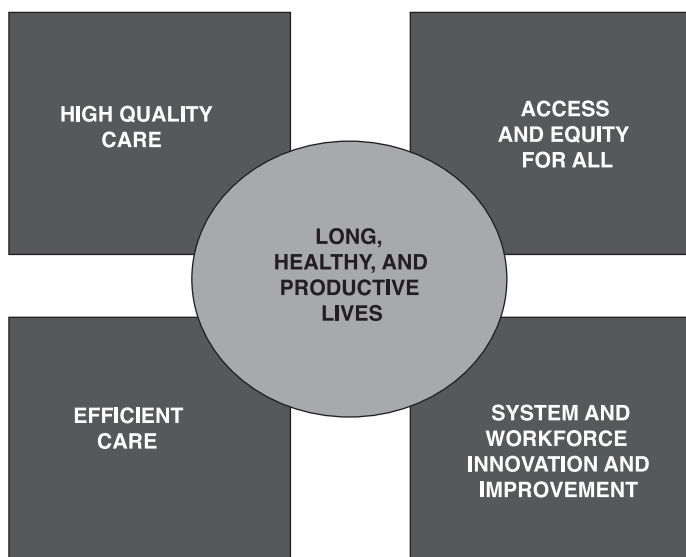 HIGH QUALITY
CARE
ACCESS
AND EQUITY
FOR ALL
LONG,
HEALTHY, AND
PRODUCTIVE
LIVES
EFFICIENT
CARE
SYSTEM AND
WORKFORCE
INNOVATION AND
IMPROVEMENT